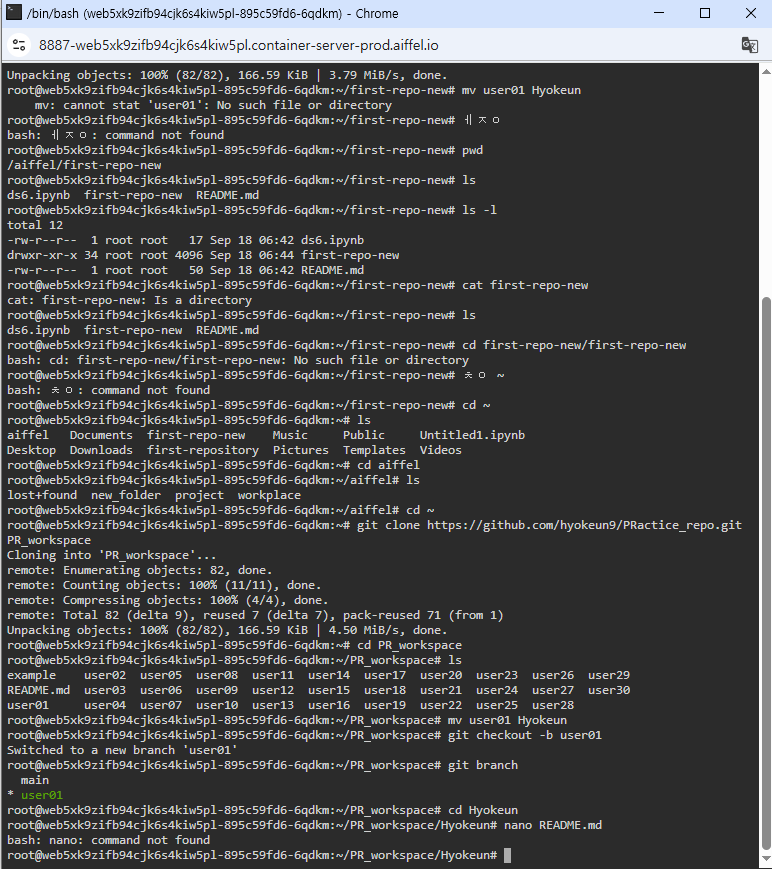 /bin/bash (web5xk9zifb94cjk6s4kiw5pl-895c59fd6-6qdkm) - Chrome
8887-web5xk9zifb94cjk6s4kiw5pl.container-server-prod.aiffel.io
Unpacking objects: 100% (82/82), 166.59 KiB | 3.79 MiB/s, done.
root@web5xk9zifb94cjk6s4kiw5pl-895c59fd6-6qdkm:~/first-repo-new# mv user01 Hyokeun
mv: cannot stat 'user01': No such file or directory
root@web5xk9zifb94cjk6s4kiw5pl-895c59fd6-6qdkm:~/first-repo-new# ㅔㅈㅇ
bash: ㅔㅈㅇ: command not found
root@web5xk9zifb94cjk6s4kiw5pl-895c59fd6-6qdkm:~/first-repo-new# pwd
/aiffel/first-repo-new
root@web5xk9zifb94cjk6s4kiw5pl-895c59fd6-6qdkm:~/first-repo-new# ls
ds6.ipynb  first-repo-new  README.md
root@web5xk9zifb94cjk6s4kiw5pl-895c59fd6-6qdkm:~/first-repo-new# ls -l
total 12
-rw-r--r--  1 root root   17 Sep 18 06:42 ds6.ipynb
drwxr-xr-x 34 root root 4096 Sep 18 06:44 first-repo-new
-rw-r--r--  1 root root   50 Sep 18 06:42 README.md
root@web5xk9zifb94cjk6s4kiw5pl-895c59fd6-6qdkm:~/first-repo-new# cat first-repo-new
cat: first-repo-new: Is a directory
root@web5xk9zifb94cjk6s4kiw5pl-895c59fd6-6qdkm:~/first-repo-new# ls
ds6.ipynb  first-repo-new  README.md
root@web5xk9zifb94cjk6s4kiw5pl-895c59fd6-6qdkm:~/first-repo-new# cd first-repo-new/first-repo-new
bash: cd: first-repo-new/first-repo-new: No such file or directory
root@web5xk9zifb94cjk6s4kiw5pl-895c59fd6-6qdkm:~/first-repo-new# ㅊㅇ ~
bash: ㅊㅇ: command not found
root@web5xk9zifb94cjk6s4kiw5pl-895c59fd6-6qdkm:~/first-repo-new# cd ~
root@web5xk9zifb94cjk6s4kiw5pl-895c59fd6-6qdkm:~# ls
aiffel   Documents  first-repo-new    Music     Public     Untitled1.ipynb
Desktop  Downloads  first-repository  Pictures  Templates  Videos
root@web5xk9zifb94cjk6s4kiw5pl-895c59fd6-6qdkm:~# cd aiffel
root@web5xk9zifb94cjk6s4kiw5pl-895c59fd6-6qdkm:~/aiffel# ls
lost+found  new_folder  project  workplace
root@web5xk9zifb94cjk6s4kiw5pl-895c59fd6-6qdkm:~/aiffel# cd ~
root@web5xk9zifb94cjk6s4kiw5pl-895c59fd6-6qdkm:~# git clone https://github.com/hyokeun9/PRactice_repo.git
PR_workspace
Cloning into 'PR_workspace'...
remote: Enumerating objects: 82, done.
remote: Counting objects: 100% (11/11), done.
remote: Compressing objects: 100% (4/4), done.
remote: Total 82 (delta 9), reused 7 (delta 7), pack-reused 71 (from 1)
Unpacking objects: 100% (82/82), 166.59 KiB | 4.50 MiB/s, done.
root@web5xk9zifb94cjk6s4kiw5pl-895c59fd6-6qdkm:~# cd PR_workspace
root@web5xk9zifb94cjk6s4kiw5pl-895c59fd6-6qdkm:~/PR_workspace# ls
example    user02  user05  user08  user11  user14  user17  user20  user23  user26  user29
README.md  user03  user06  user09  user12  user15  user18  user21  user24  user27  user30
user01     user04  user07  user10  user13  user16  user19  user22  user25  user28
root@web5xk9zifb94cjk6s4kiw5pl-895c59fd6-6qdkm:~/PR_workspace# mv user01 Hyokeun
root@web5xk9zifb94cjk6s4kiw5pl-895c59fd6-6qdkm:~/PR_workspace# git checkout -b user01
Switched to a new branch 'user01'
root@web5xk9zifb94cjk6s4kiw5pl-895c59fd6-6qdkm:~/PR_workspace# git branch
main
* user01
root@web5xk9zifb94cjk6s4kiw5pl-895c59fd6-6qdkm:~/PR_workspace# cd Hyokeun
root@web5xk9zifb94cjk6s4kiw5pl-895c59fd6-6qdkm:~/PR_workspace/Hyokeun# nano README.md
bash: nano: command not found
root@web5xk9zifb94cjk6s4kiw5pl-895c59fd6-6qdkm:~/PR_workspace/Hyokeun#